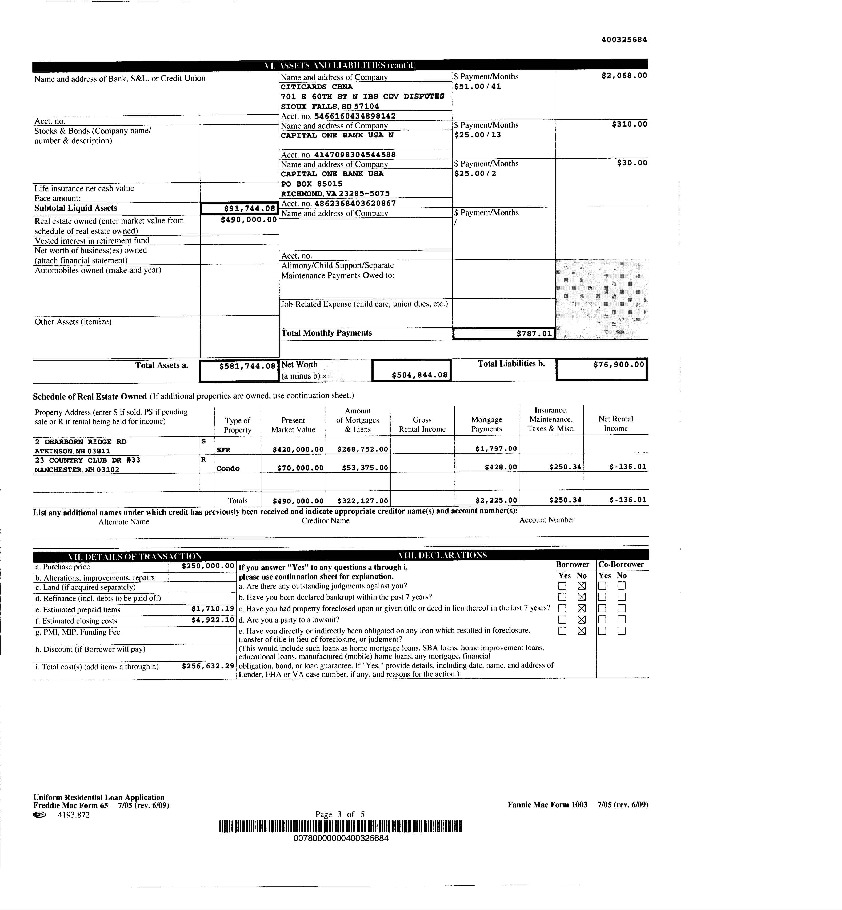 400325684
VI. ASSETS AND LIABILITIES (cont'd)
Name and address of Bank, S&L, or Credit Union
Name and address of Company
$ Payment/Months
$2,068.00
CITICARDS CBNA
$51.00/41
701 E 60TH ST N IBS CDV DISPUTES
SIOUX FALLS, SD 57104
Acct. no. 5466160434898142
Acct. no.
Name and address of Company
$ Payment/Months
$310.00
Stocks & Bonds (Company name/
number & description)
CAPITAL ONE BANK USA N
$25.00/13
Acct. no. 4147098304544588
Name and address of Company
$ Payment/Months
$30.00
CAPITAL ONE BANK USA
$25.00/2
PO BOX 85015
RICHMOND, VA 23285-5075
Life insurance net cash value
Face amount:
Acct. no. 4862368403620867
Subtotal Liquid Assets
$91,744.08
Name and address of Company
$ Payment/Months
/
Real estate owned (enter market value from
schedule of real estate owned)
$490,000.00
Vested interest in retirement fund
Net worth of business(es) owned
(attach financial statement)
Acct. no.
Automobiles owned (make and year)
Alimony/Child Support/Separate
Maintenance Payments Owed to:
Job Related Expense (child care, union dues, etc.)
Other Assets (itemize)
Total Monthly Payments
$787.01
Total Assets a.
$581,744.08
Net Worth
(a minus b) =
$504,844.08
Total Liabilities b.
$76,900.00
Schedule of Real Estate Owned (If additional properties are owned, use continuation sheet.)
Property Address (enter S if sold, PS if pending
sale or R if rental being held for income)
Type of
Property
Present
Market Value
Amount
of Mortgages
& Liens
Gross
Rental Income
Mortgage
Payments
Insurance,
Maintenance,
Taxes & Misc.
Net Rental
Income
2 DEARBORN RIDGE RD S
ATKINSON, NH 03811 SFR $420,000.00 $268,752.00 $1,797.00
23 COUNTRY CLUB DR #33 R
MANCHESTER, NH 03102 Condo $70,000.00 $53,375.00 $428.00 $250.34 $-136.01
Totals $490,000.00 $322,127.00 $2,225.00 $250.34 $-136.01
List any additional names under which credit has previously been received and indicate appropriate creditor name(s) and account number(s):
Alternate Name Creditor Name Account Number
VII. DETAILS OF TRANSACTION
a. Purchase price $250,000.00
b. Alterations, improvements, repairs
c. Land (if acquired separately)
d. Refinance (incl. debts to be paid off)
e. Estimated prepaid items $1,710.19
f. Estimated closing costs $4,922.10
g. PMI, MIP, Funding Fee
h. Discount (if Borrower will pay)
i. Total cost(s) (add items a through h) $256,632.29
VIII. DECLARATIONS
If you answer "Yes" to any questions a through i,
please use continuation sheet for explanation.
Borrower Co-Borrower
Yes No Yes No
a. Are there any outstanding judgments against you?
b. Have you been declared bankrupt within the past 7 years?
c. Have you had property foreclosed upon or given title or deed in lieu thereof in the last 7 years?
d. Are you a party to a lawsuit?
e. Have you directly or indirectly been obligated on any loan which resulted in foreclosure,
transfer of title in lieu of foreclosure, or judgment?
(This would include such loans as home mortgage loans, SBA loans, home improvement loans,
educational loans, manufactured (mobile) home loans, any mortgage, financial
obligation, bond, or loan guarantee. If "Yes," provide details, including date, name, and address of
Lender, FHA or VA case number, if any, and reasons for the action.)
Uniform Residential Loan Application
Freddie Mac Form 65 7/05 (rev. 6/09)
4193.872
Page 3 of 5
Fannie Mae Form 1003 7/05 (rev. 6/09)